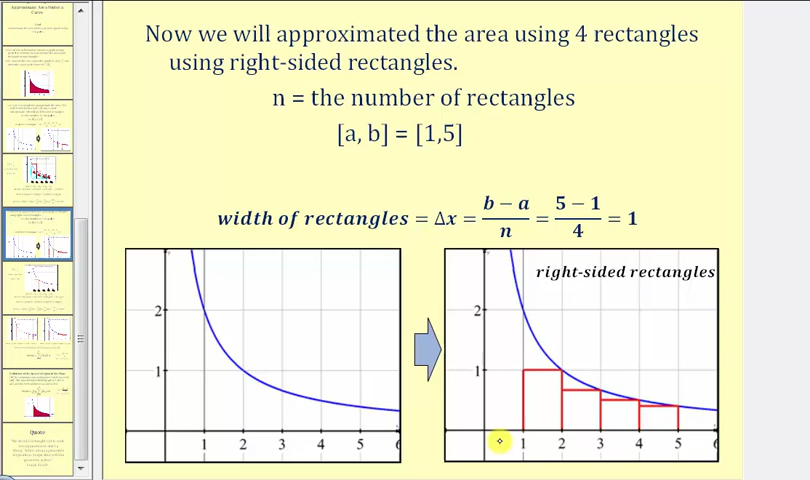 Now we will approximated the area using 4 rectangles
using right-sided rectangles.
n = the number of rectangles
[a, b] = [1,5]
width of rectangles = Δx = b − a / n = 5 − 1 / 4 = 1
2
1
1 2 3 4 5 6
right-sided rectangles
2
1
1 2 3 4 5 6
Quote